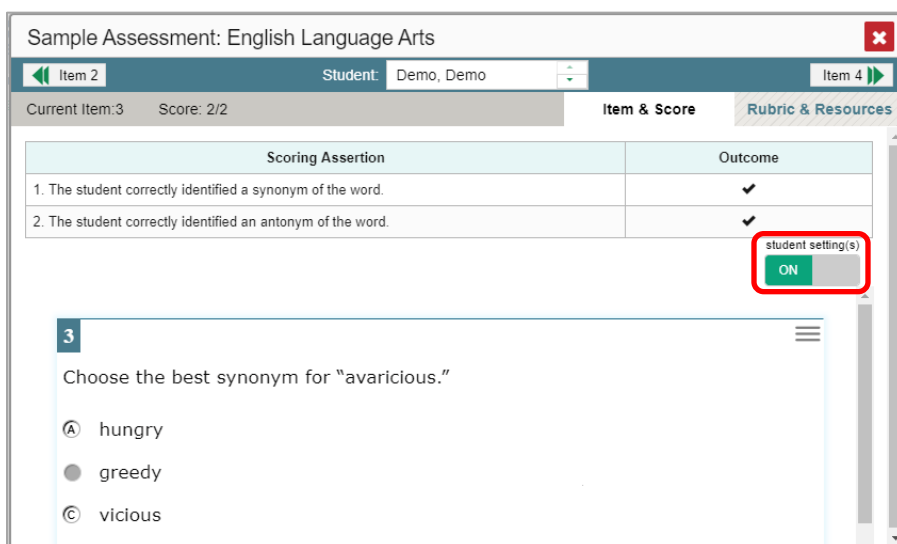 Sample Assessment: English Language Arts
Item 2 Student: Demo, Demo Item 4
Current Item:3 Score: 2/2 Item & Score Rubric & Resources
Scoring Assertion Outcome
1. The student correctly identified a synonym of the word.
2. The student correctly identified an antonym of the word.
student setting(s)
ON
3
Choose the best synonym for “avaricious.”
A hungry
greedy
C vicious